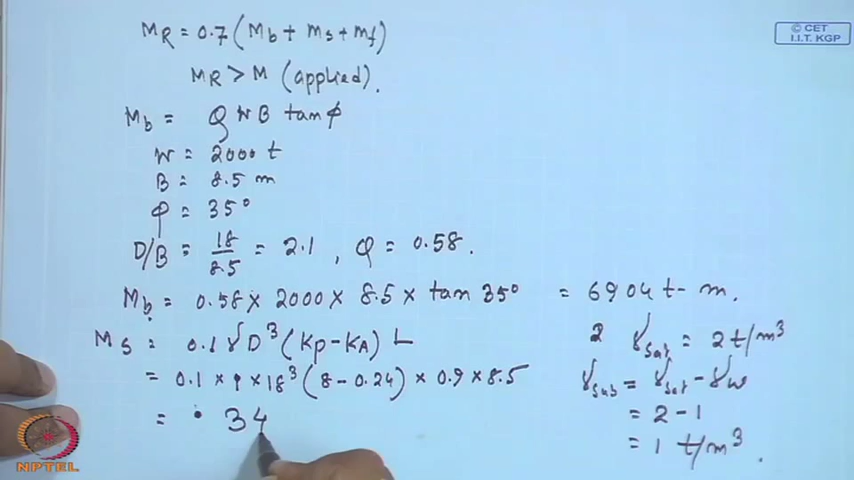 © CET
I.I.T. KGP
MR = 0.7 (Mb + ms + mf)
MR > M (applied).
Mb = Q W B tan φ
W = 2000 t
B = 8.5 m
φ = 35°
D/B = 18/8.5 = 2.1 , Q = 0.58.
Mb = 0.58 × 2000 × 8.5 × tan 35° = 6904 t-m.
Ms = 0.1 γ D³ (Kp - KA) L
= 0.1 × 1 × 18³ (8 - 0.24) × 0.9 × 8.5
= 34
2 γsat = 2 t/m³
γsub = γsat - γw
= 2 - 1
= 1 t/m³.
NPTEL